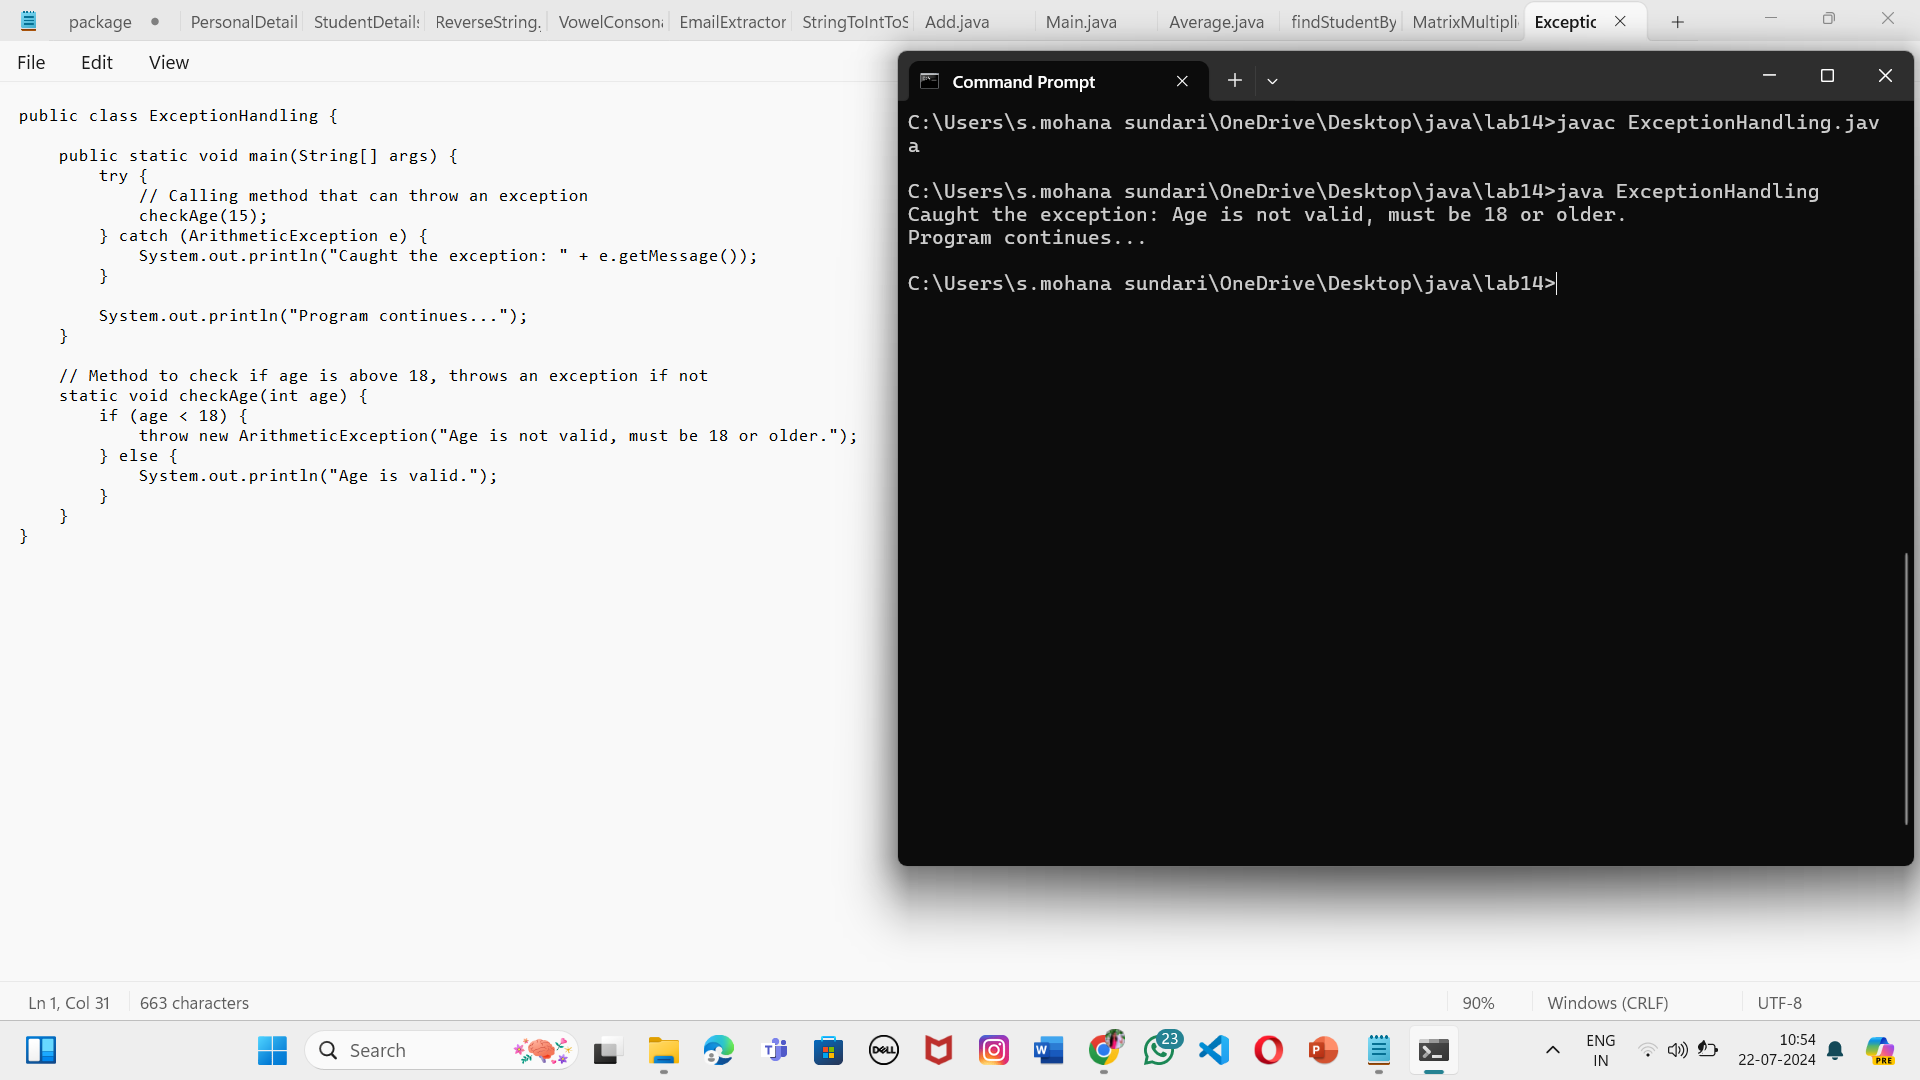 package PersonalDetail StudentDetails ReverseString. VowelConsona EmailExtractor StringToIntToS Add.java Main.java Average.java findStudentBy MatrixMultipli Exceptic
File Edit View
public class ExceptionHandling {
public static void main(String[] args) {
try {
// Calling method that can throw an exception
checkAge(15);
} catch (ArithmeticException e) {
System.out.println("Caught the exception: " + e.getMessage());
}
System.out.println("Program continues...");
}
// Method to check if age is above 18, throws an exception if not
static void checkAge(int age) {
if (age < 18) {
throw new ArithmeticException("Age is not valid, must be 18 or older.");
} else {
System.out.println("Age is valid.");
}
}
}
Command Prompt
C:\Users\s.mohana sundari\OneDrive\Desktop\java\lab14>javac ExceptionHandling.jav
a
C:\Users\s.mohana sundari\OneDrive\Desktop\java\lab14>java ExceptionHandling
Caught the exception: Age is not valid, must be 18 or older.
Program continues...
C:\Users\s.mohana sundari\OneDrive\Desktop\java\lab14>
Ln 1, Col 31 663 characters 90% Windows (CRLF) UTF-8
Search
DELL
23
ENG
IN
10:54
22-07-2024
PRE